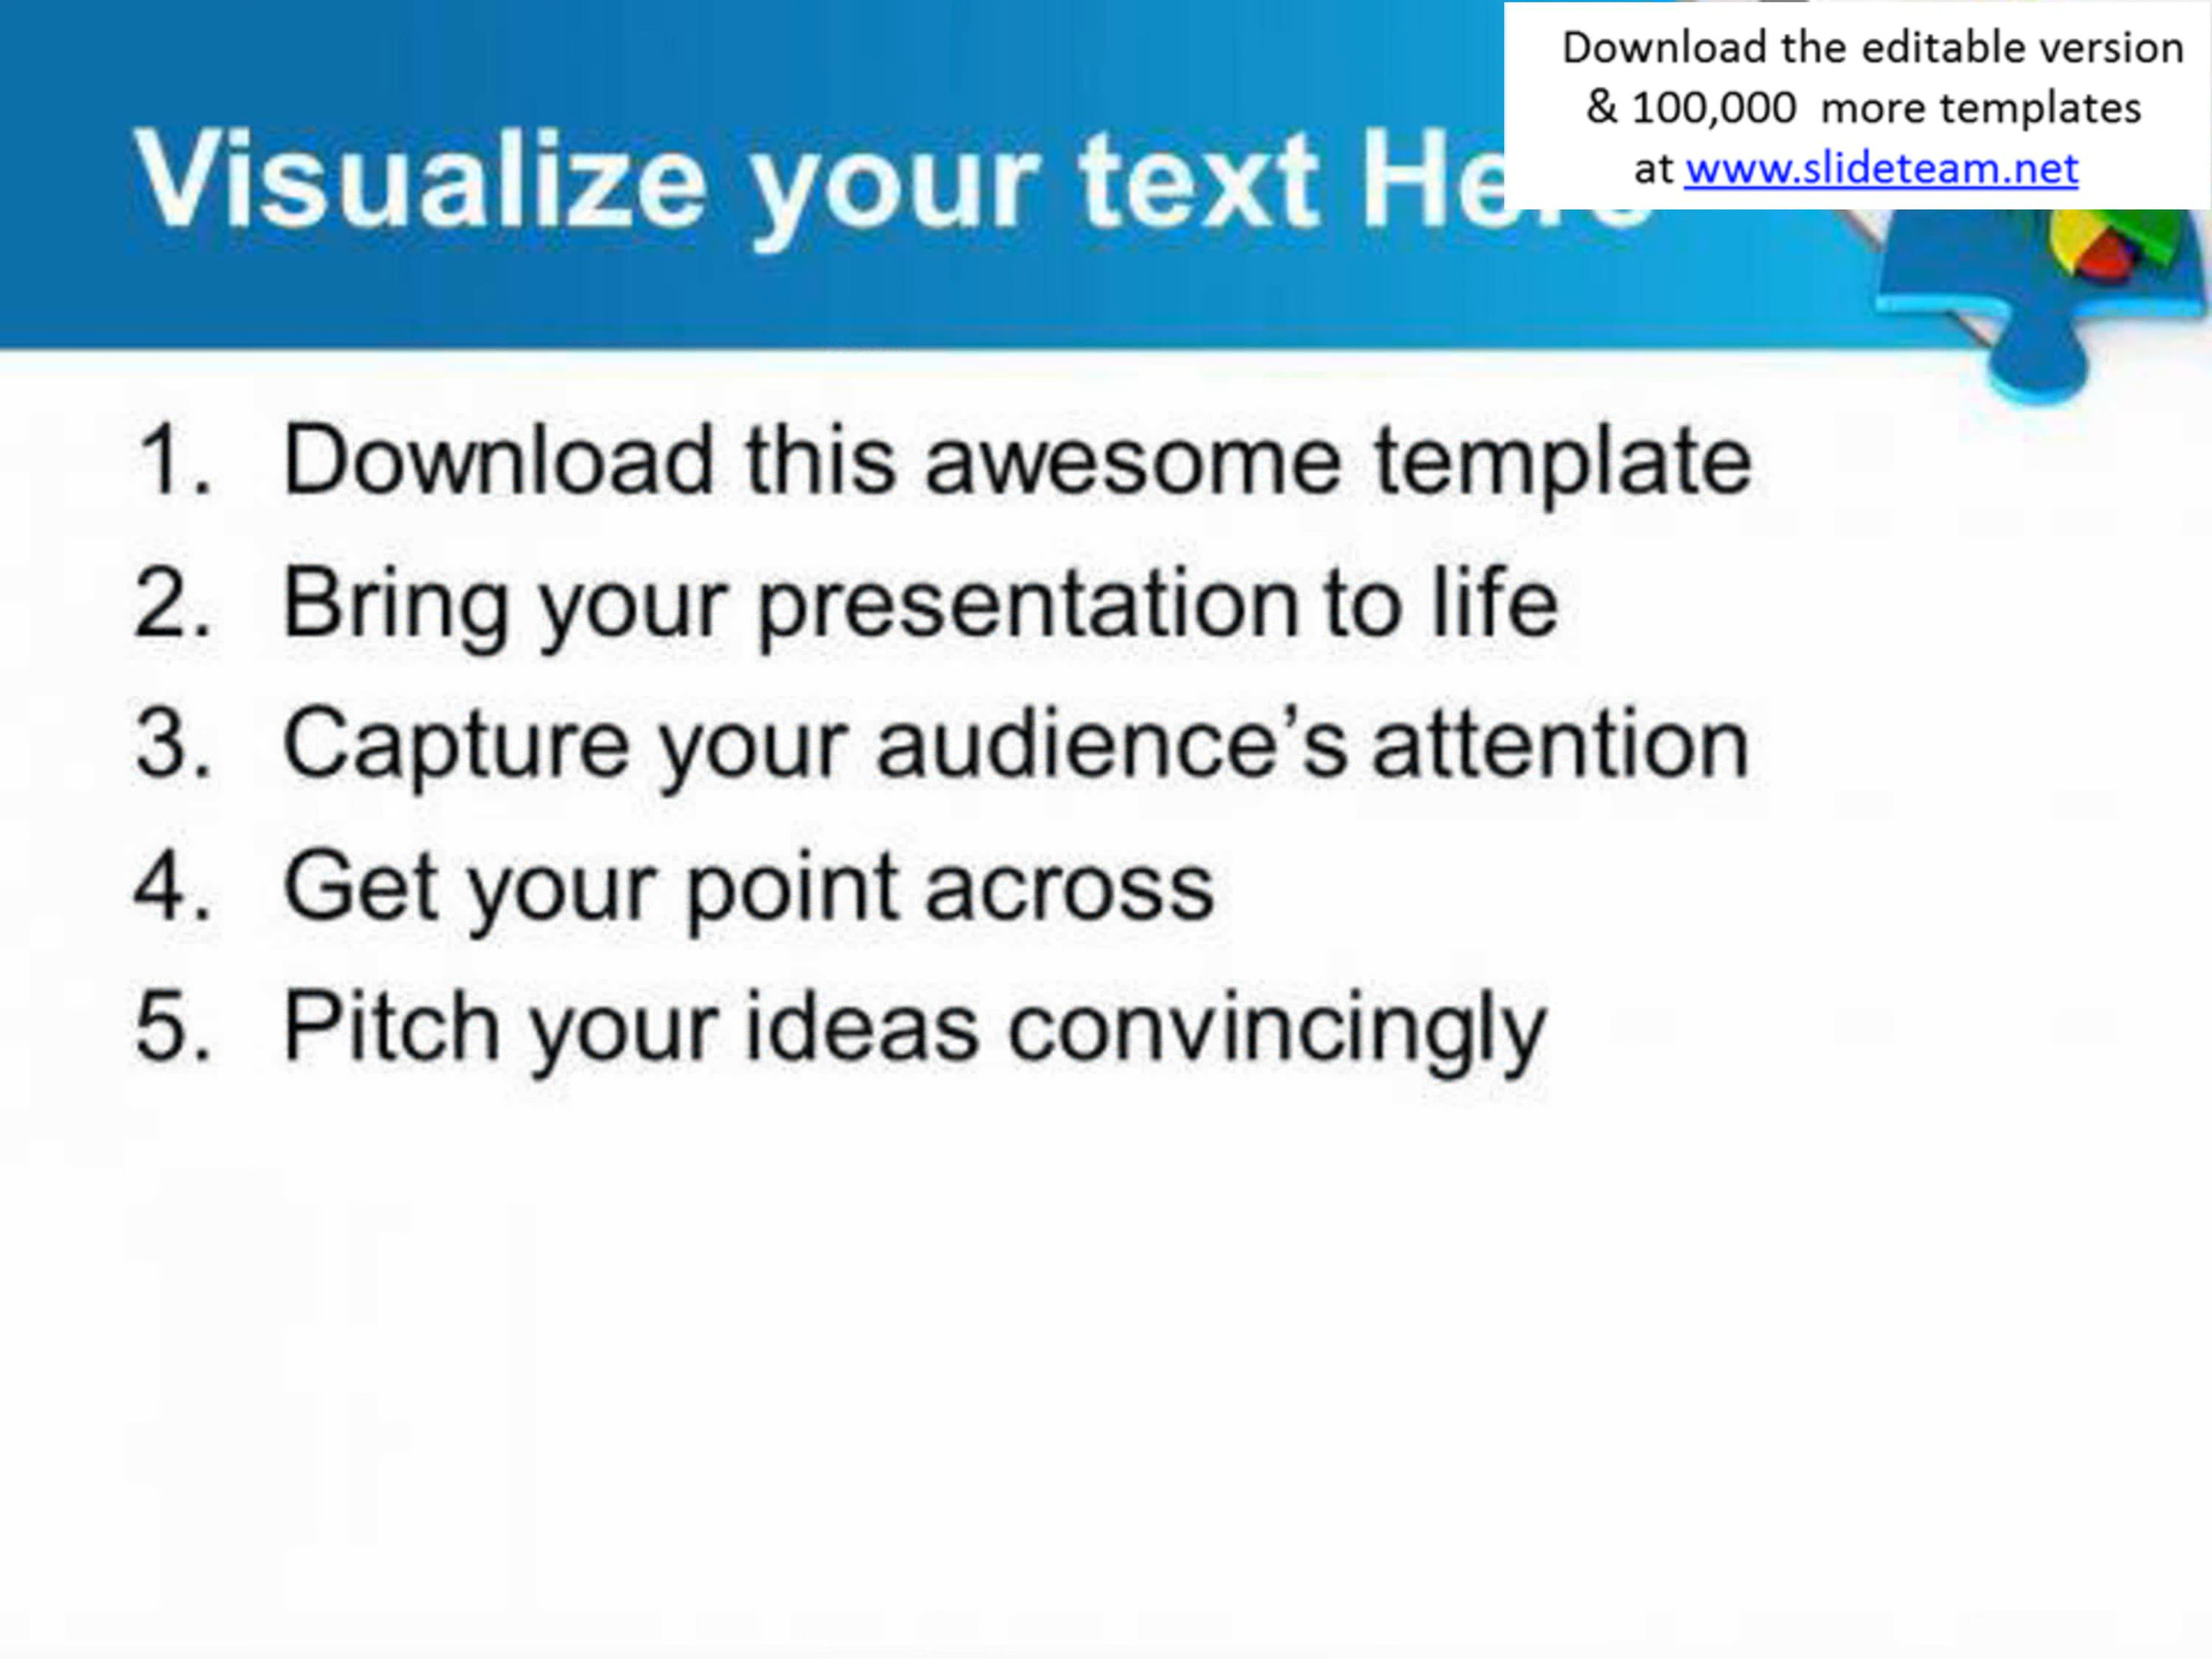 Download the editable version
& 100,000 more templates
at www.slideteam.net
Visualize your text Here
1. Download this awesome template
2. Bring your presentation to life
3. Capture your audience’s attention
4. Get your point across
5. Pitch your ideas convincingly